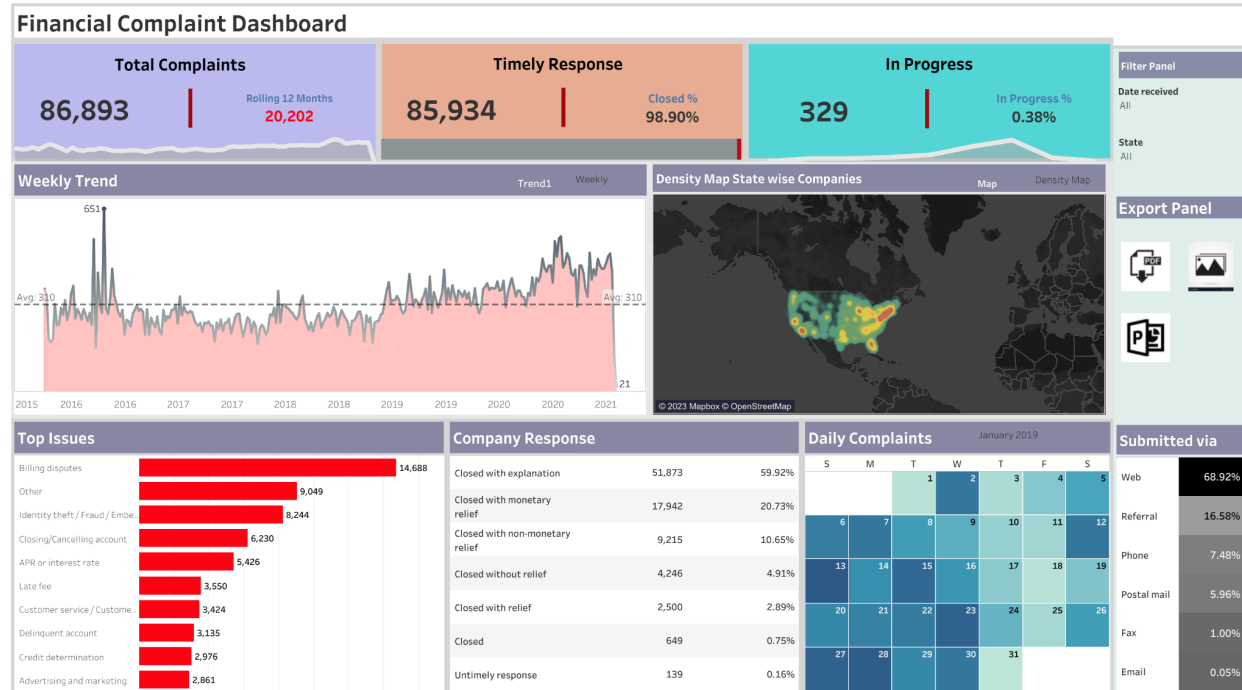 Financial Complaint Dashboard
Total Complaints
86,893
Rolling 12 Months
20,202
Timely Response
85,934
Closed %
98.90%
In Progress
329
In Progress %
0.38%
Filter Panel
Date received
All
State
All
Weekly Trend
Trend1
Weekly
651
Avg: 310
Avg: 310
21
2015 2016 2016 2017 2017 2018 2018 2019 2020 2020 2021
Density Map State wise Companies
Map
Density Map
© 2023 Mapbox © OpenStreetMap
Export Panel
PDF
P
Top Issues
Billing disputes 14,688
Other 9,049
Identity theft / Fraud / Embe.. 8,244
Closing/Cancelling account 6,230
APR or interest rate 5,426
Late fee 3,550
Customer service / Custome.. 3,424
Delinquent account 3,135
Credit determination 2,976
Advertising and marketing 2,861
Company Response
Closed with explanation 51,873 59.92%
Closed with monetary
relief 17,942 20.73%
Closed with non-monetary
relief 9,215 10.65%
Closed without relief 4,246 4.91%
Closed with relief 2,500 2.89%
Closed 649 0.75%
Untimely response 139 0.16%
Daily Complaints
January 2019
S M T W T F S
1 2 3 4 5
6 7 8 9 10 11 12
13 14 15 16 17 18 19
20 21 22 23 24 25 26
27 28 29 30 31
Submitted via
Web 68.92%
Referral 16.58%
Phone 7.48%
Postal mail 5.96%
Fax 1.00%
Email 0.05%